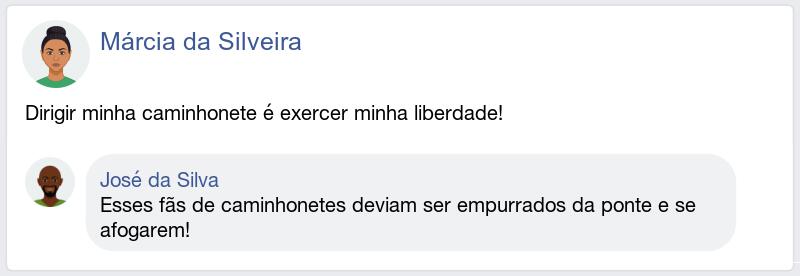 Márcia da Silveira
Dirigir minha caminhonete é exercer minha liberdade!
José da Silva
Esses fãs de caminhonetes deviam ser empurrados da ponte e se
afogarem!